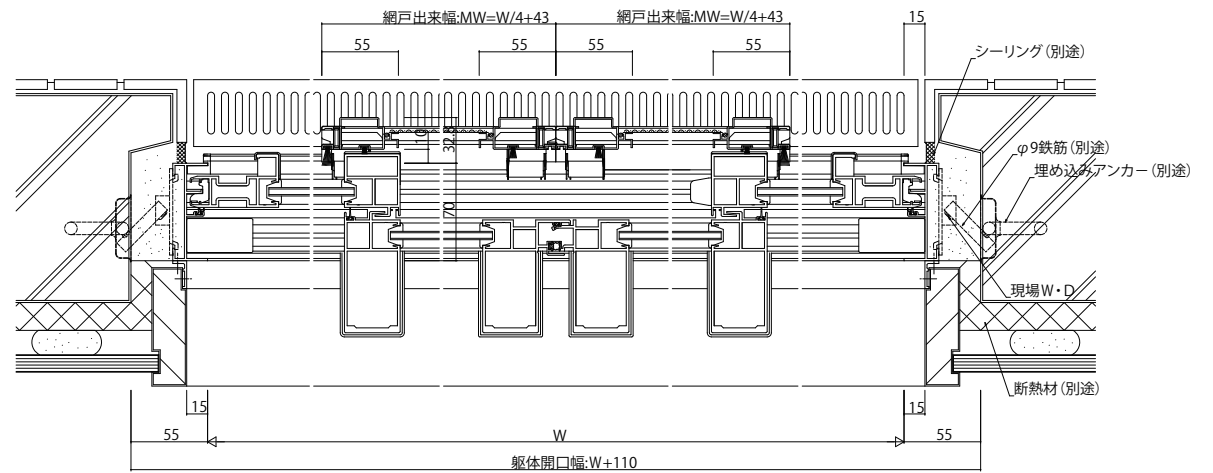 網戸出来幅:MW=W/4+43
網戸出来幅:MW=W/4+43
15
55
55
55
55
シーリング(別途)
10
32.5
φ9鉄筋(別途)
埋め込みアンカー(別途)
70
現場W・D
断熱材(別途)
15
15
55
W
55
躯体開口幅:W+110